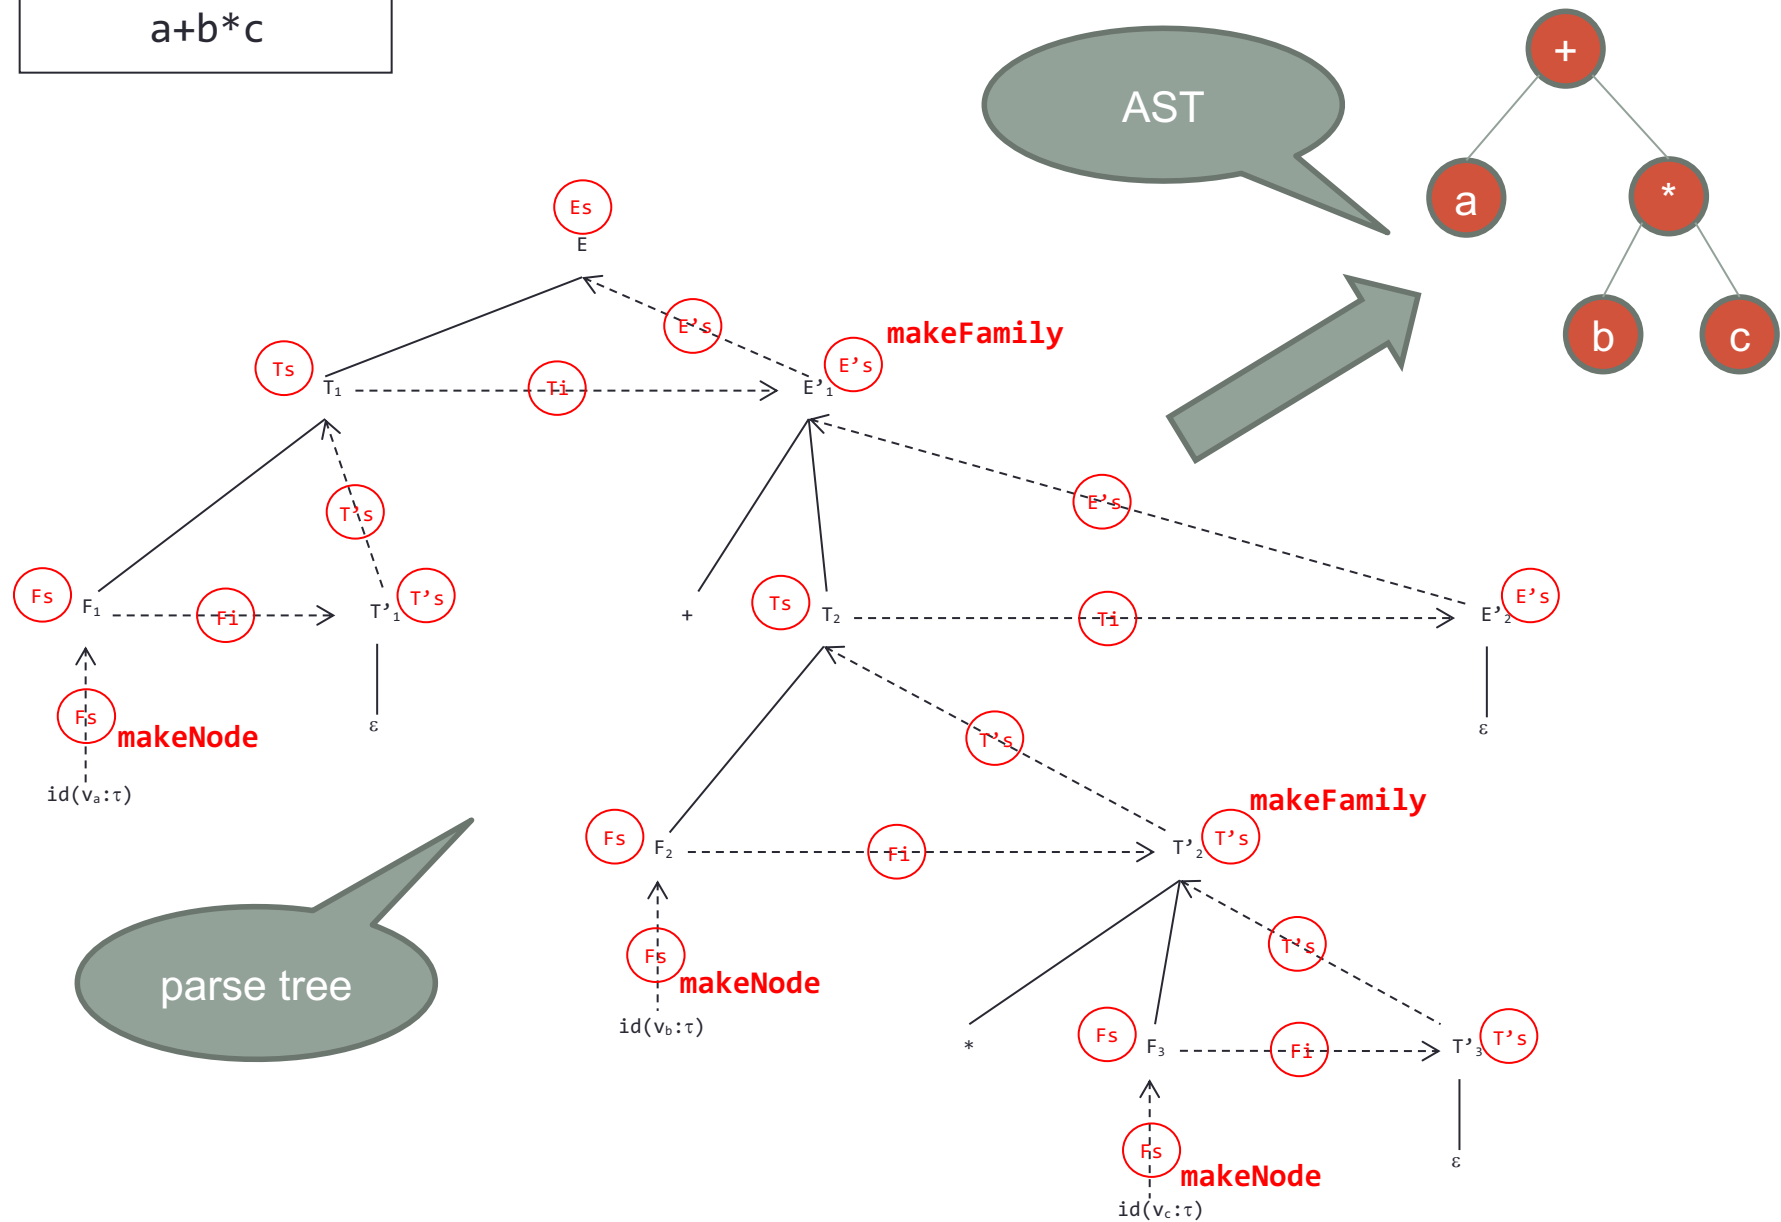 a+b*c
AST
+
a
*
b
c
Es
E
E's
makeFamily
Ts
T₁
Ti
E'₁
E's
T's
E's
Fs
F₁
Fi
T'₁
T's
+
Ts
T₂
Ti
E'₂
E's
Fs
makeNode
ε
T's
ε
id(vₐ:τ)
makeFamily
Fs
F₂
Fi
T'₂
T's
parse tree
Fs
makeNode
T's
id(v_b:τ)
*
Fs
F₃
Fi
T'₃
T's
Fs
makeNode
ε
id(v_c:τ)